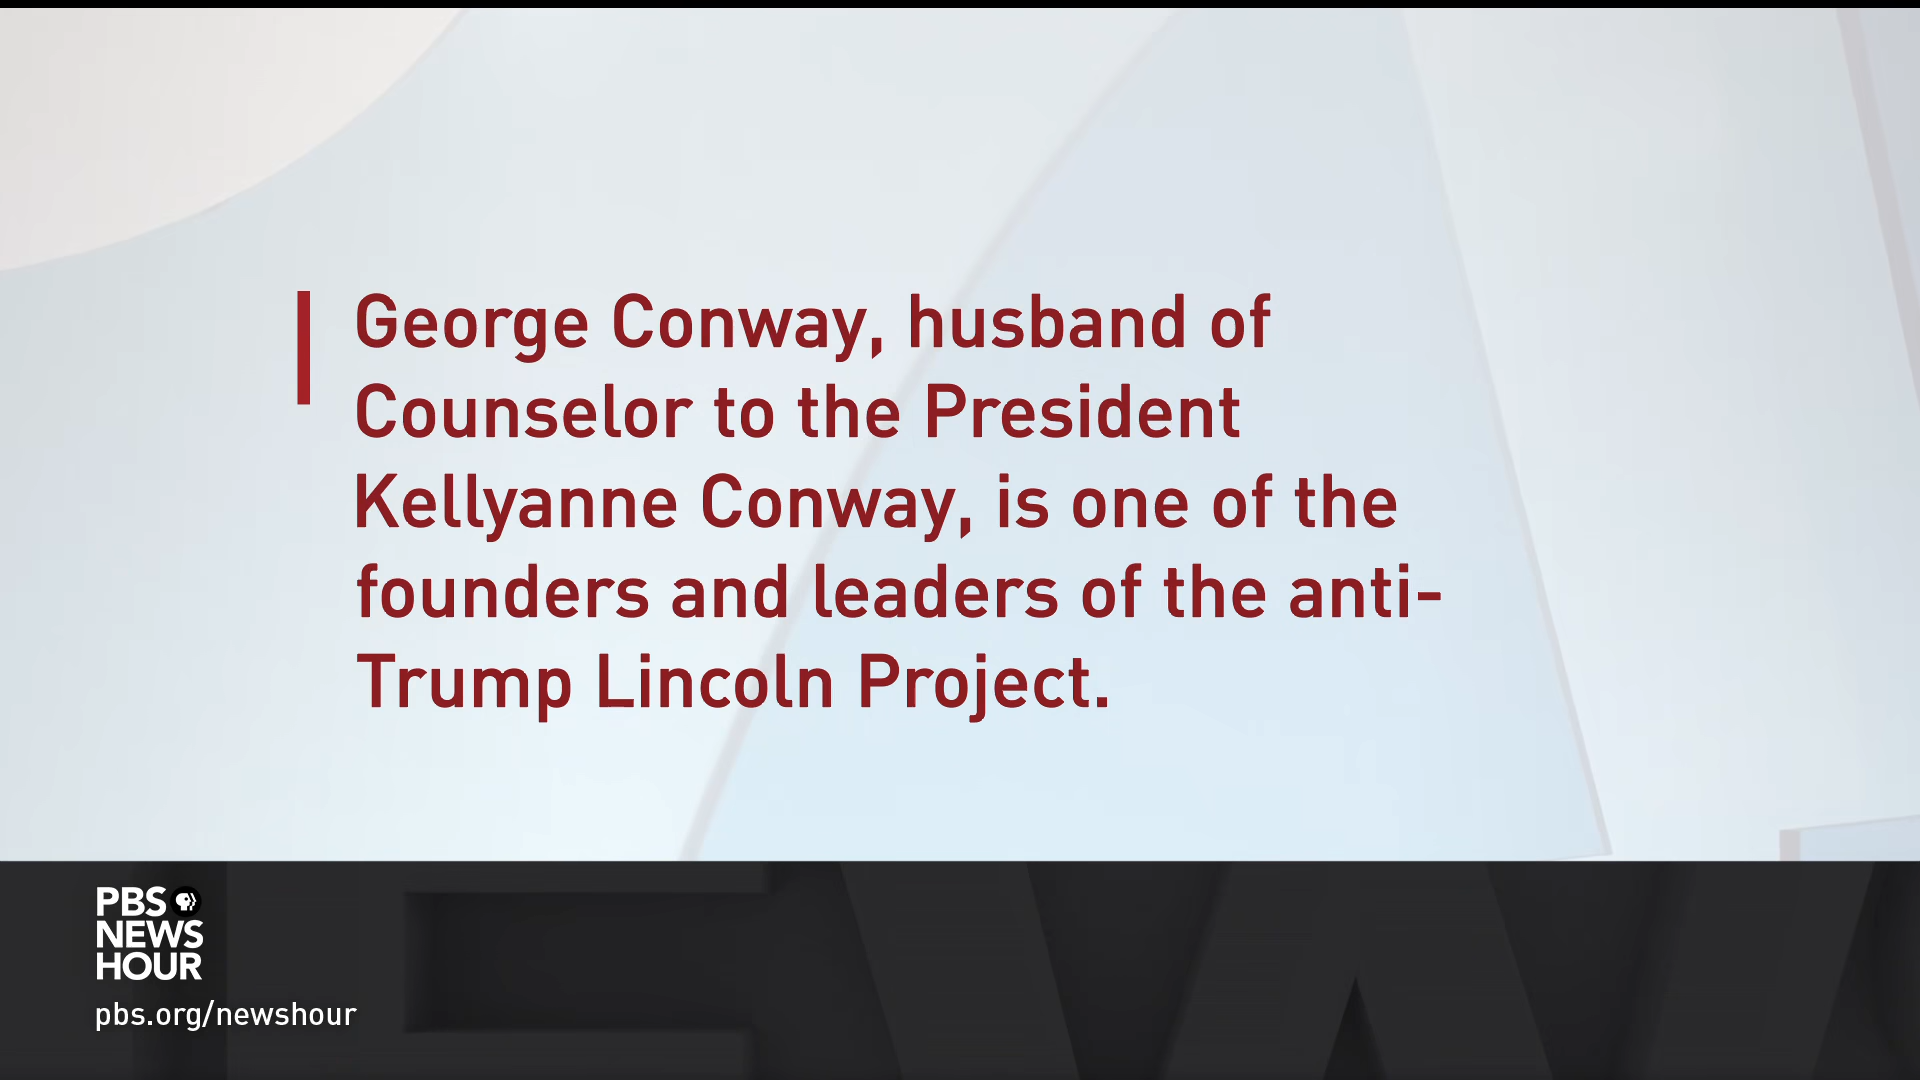 George Conway, husband of
Counselor to the President
Kellyanne Conway, is one of the
founders and leaders of the anti-
Trump Lincoln Project.
PBS
NEWS
HOUR
pbs.org/newshour